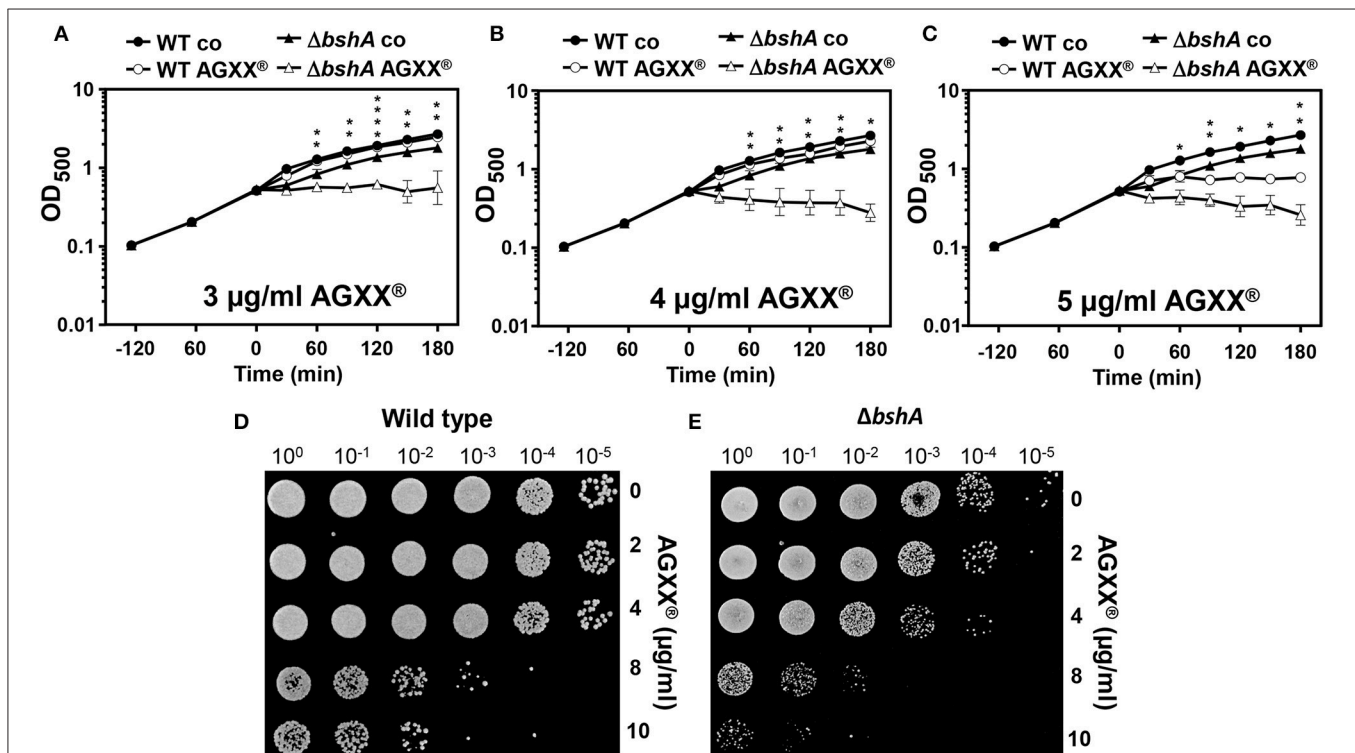 A
WT co ΔbshA co
WT AGXX® ΔbshA AGXX®
10
1
0.1
0.01
OD500
* * * * * * * * * * * *
3 µg/ml AGXX®
-120 60 0 60 120 180
Time (min)
B
WT co ΔbshA co
WT AGXX® ΔbshA AGXX®
10
1
0.1
0.01
OD500
* * * * * * * * *
4 µg/ml AGXX®
-120 60 0 60 120 180
Time (min)
C
WT co ΔbshA co
WT AGXX® ΔbshA AGXX®
10
1
0.1
0.01
OD500
* * * * * * *
5 µg/ml AGXX®
-120 60 0 60 120 180
Time (min)
D
Wild type
10⁰ 10⁻¹ 10⁻² 10⁻³ 10⁻⁴ 10⁻⁵
0
2
4
8
10
AGXX® (µg/ml)
E
ΔbshA
10⁰ 10⁻¹ 10⁻² 10⁻³ 10⁻⁴ 10⁻⁵
0
2
4
8
10
AGXX® (µg/ml)